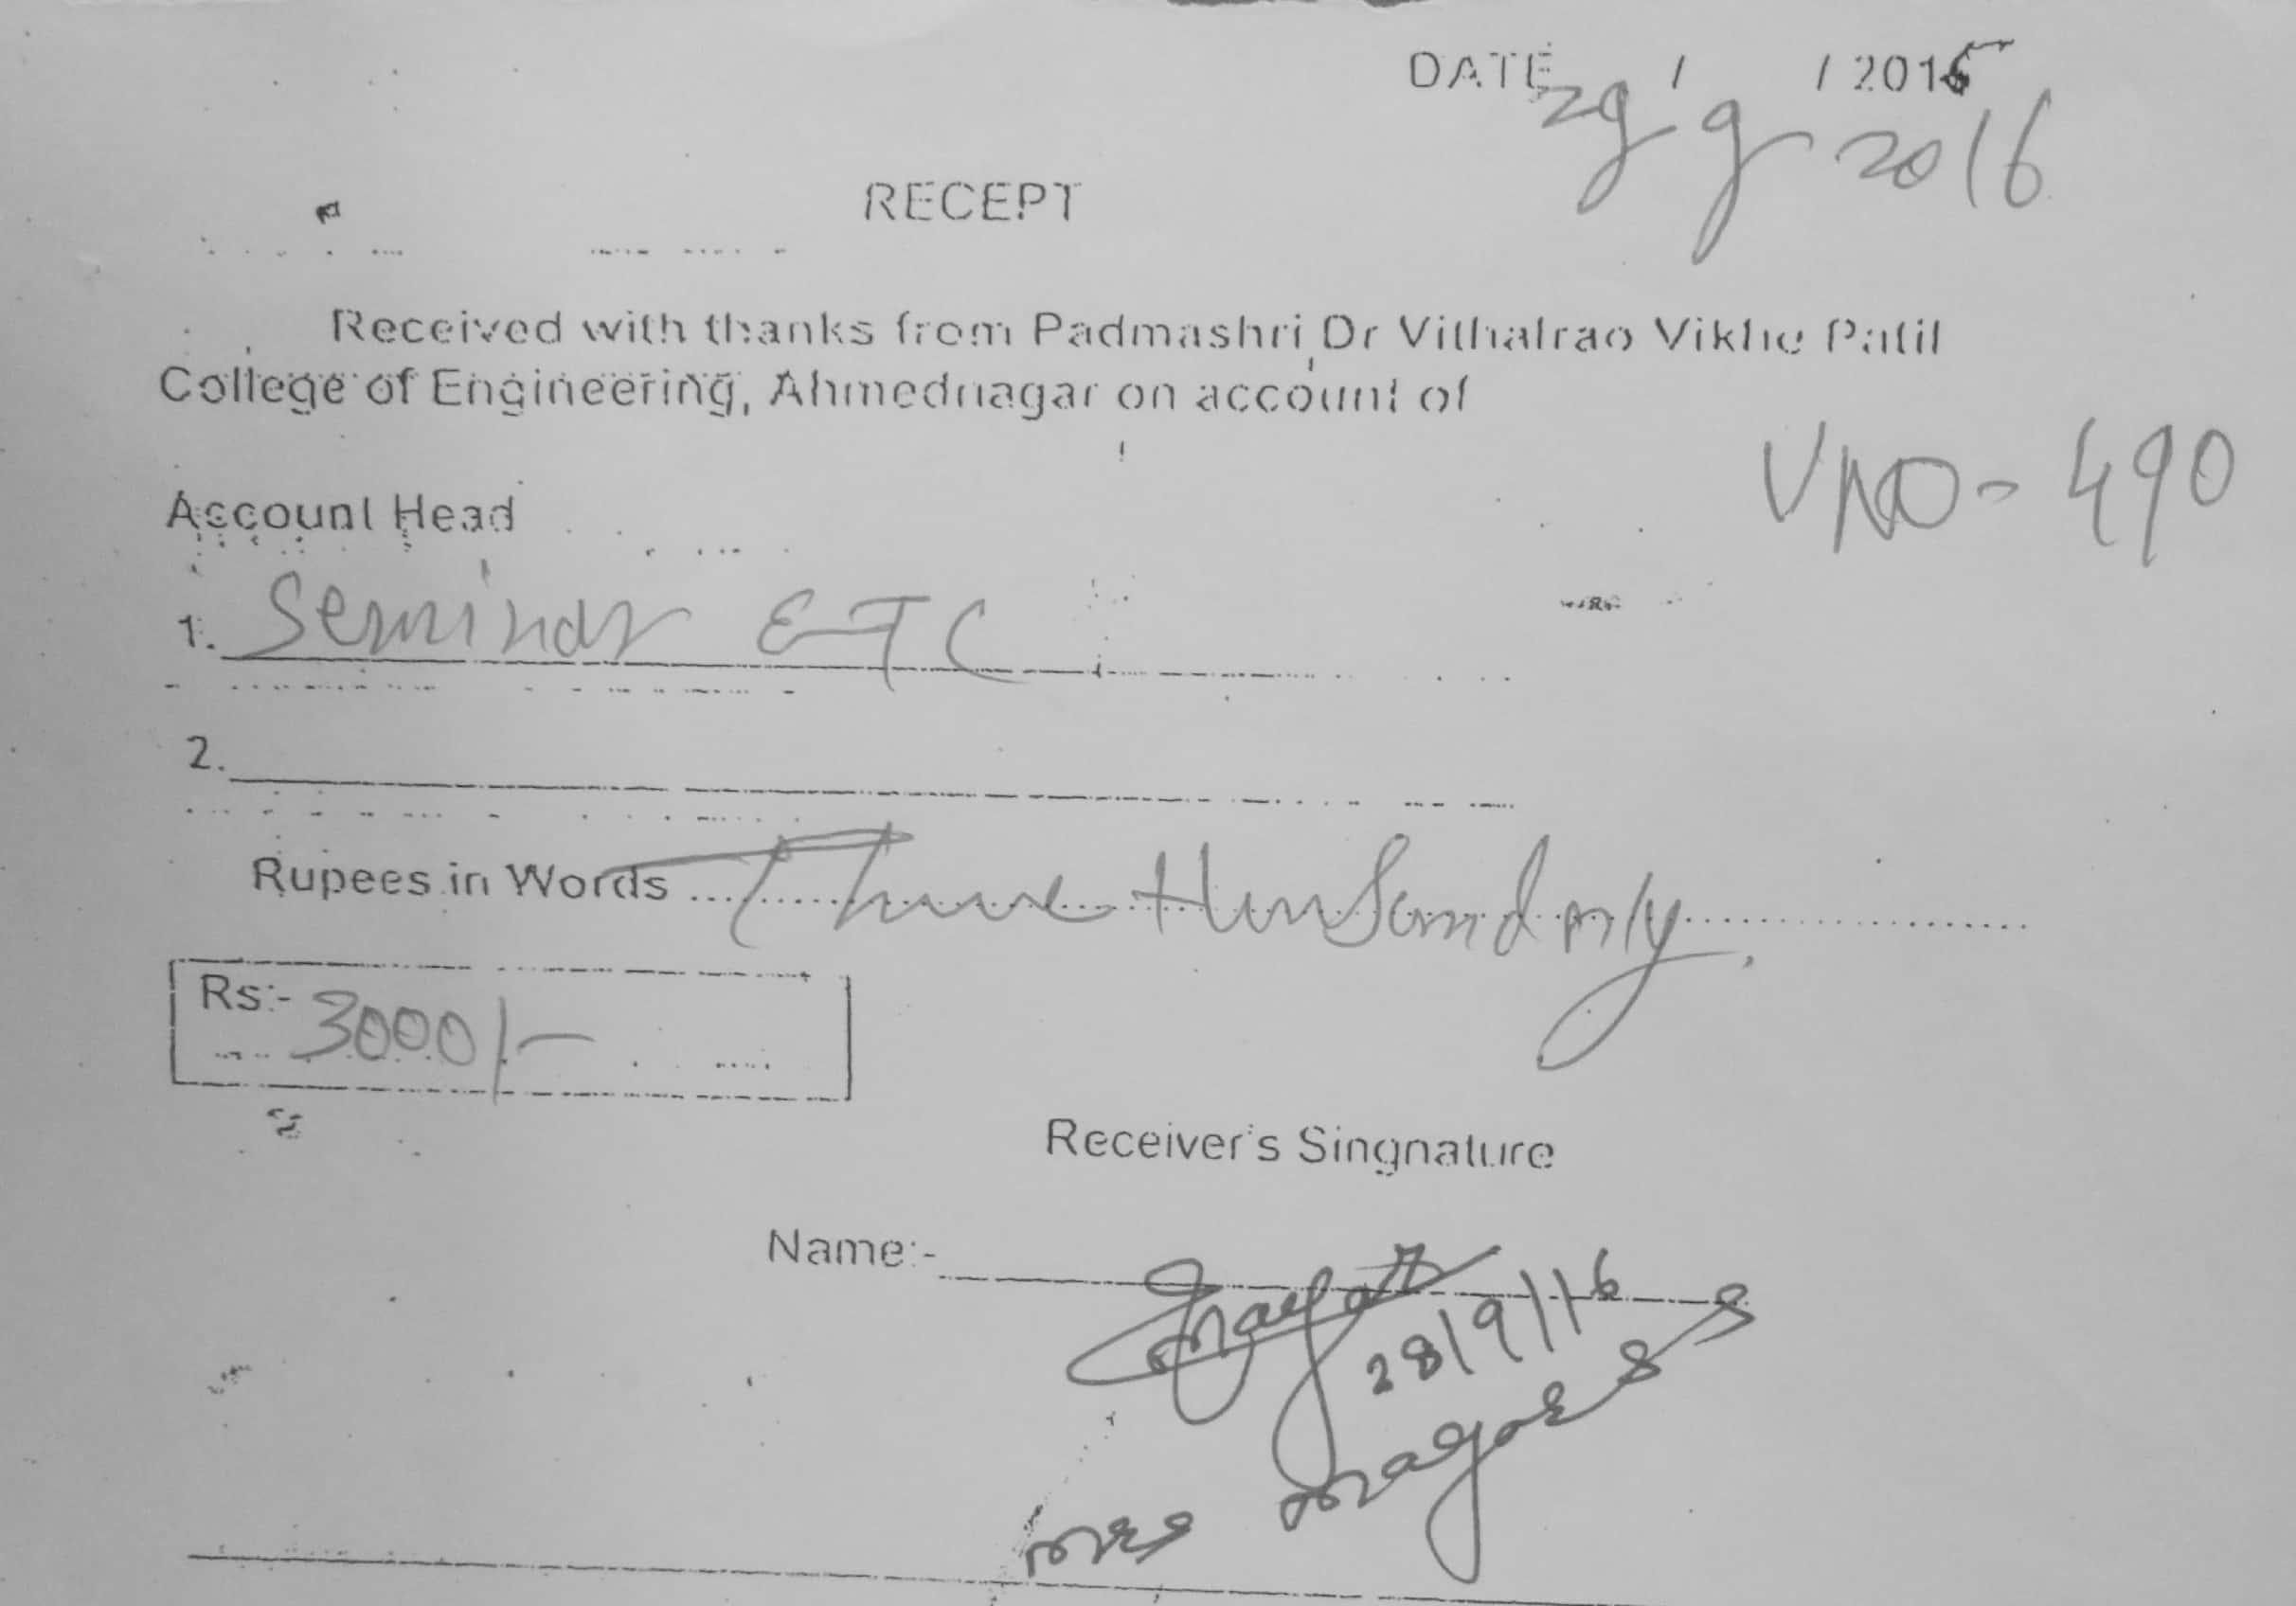 DATE / / 2015
29 9 2016
RECEPT
Received with thanks from Padmashri Dr Vithalrao Vikhe Patil
College of Engineering, Ahmednagar on account of
VNO - 490
Account Head
1. Seminar ETC
2.
Rupees in Words Three thousand only
Rs:- 3000/-
Receiver's Singnature
Name:-
28/9/16